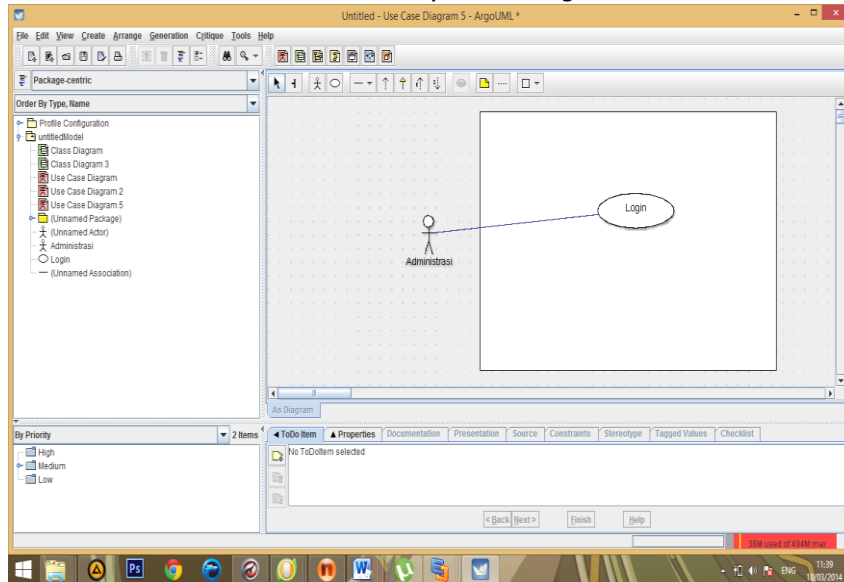 Untitled - Use Case Diagram 5 - ArgoUML *
File Edit View Create Arrange Generation Critique Tools Help
Package-centric
Order By Type, Name
Profile Configuration
untitledModel
Class Diagram
Class Diagram 3
Use Case Diagram
Use Case Diagram 2
Use Case Diagram 5
(Unnamed Package)
(Unnamed Actor)
Administrasi
Login
(Unnamed Association)
Login
Administrasi
As Diagram
By Priority 2 Items
High
Medium
Low
ToDo Item Properties Documentation Presentation Source Constraints Stereotype Tagged Values Checklist
No ToDoItem selected
< Back Next > Finish Help
36M used of 494M max
Ps
ENG 11:39
18/03/2014